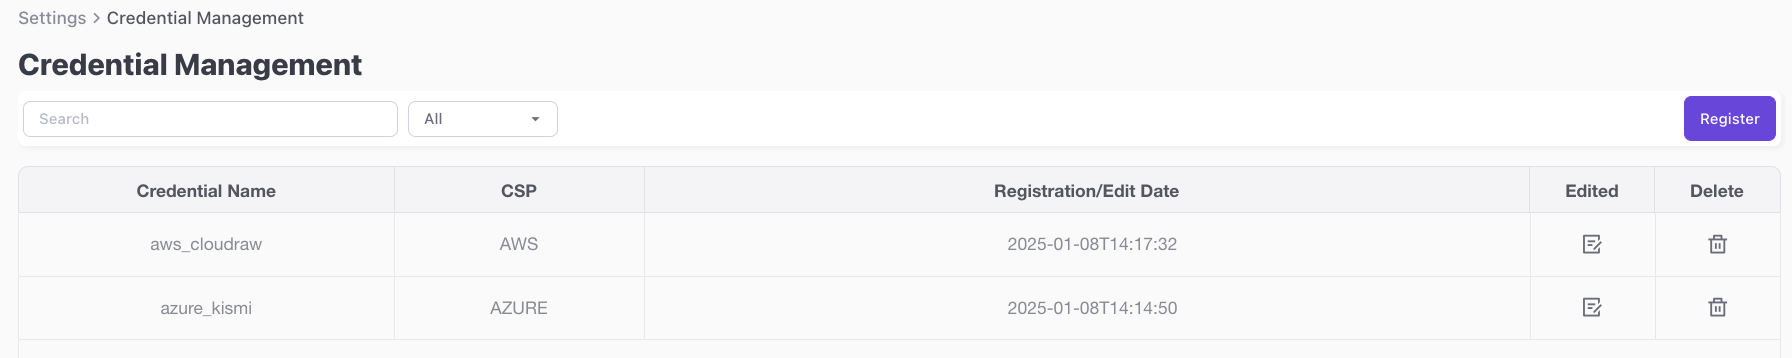 Settings > Credential Management
Credential Management
Search All Register
Credential Name CSP Registration/Edit Date Edited Delete
aws_cloudraw AWS 2025-01-08T14:17:32
azure_kismi AZURE 2025-01-08T14:14:50